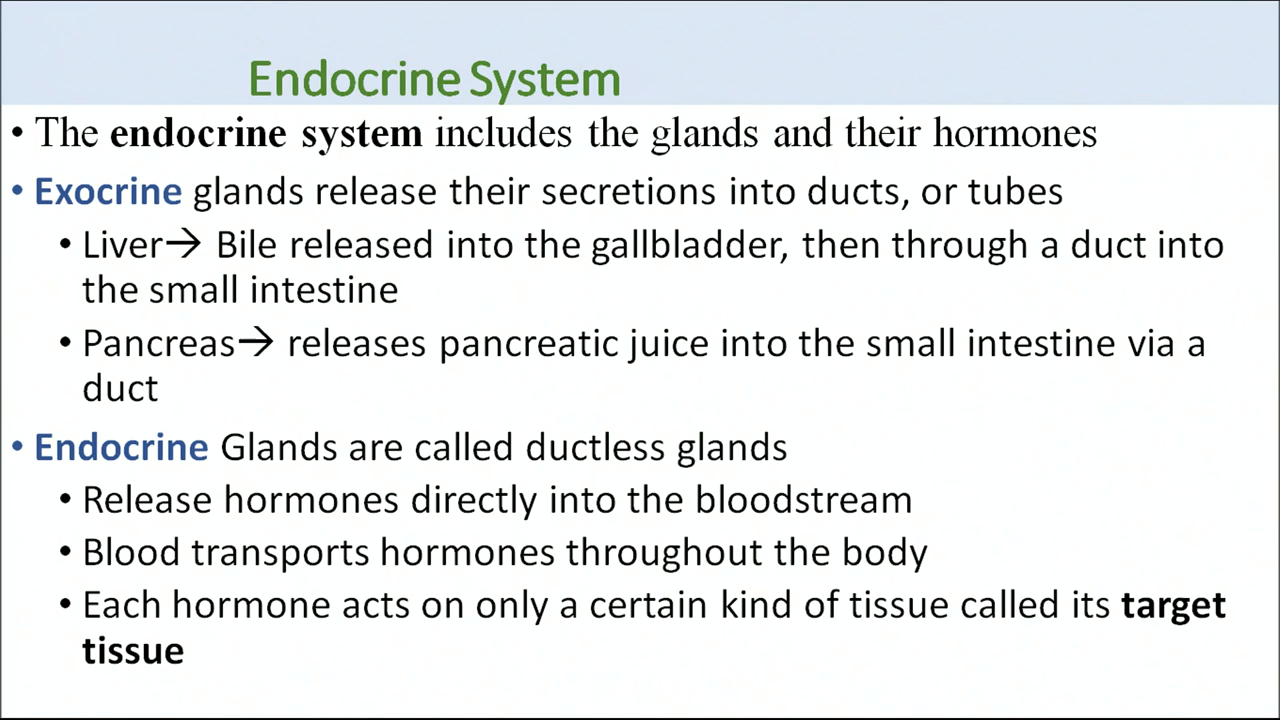 Endocrine System
• The endocrine system includes the glands and their hormones
• Exocrine glands release their secretions into ducts, or tubes
• Liver→ Bile released into the gallbladder, then through a duct into
the small intestine
• Pancreas→ releases pancreatic juice into the small intestine via a
duct
• Endocrine Glands are called ductless glands
• Release hormones directly into the bloodstream
• Blood transports hormones throughout the body
• Each hormone acts on only a certain kind of tissue called its target
tissue